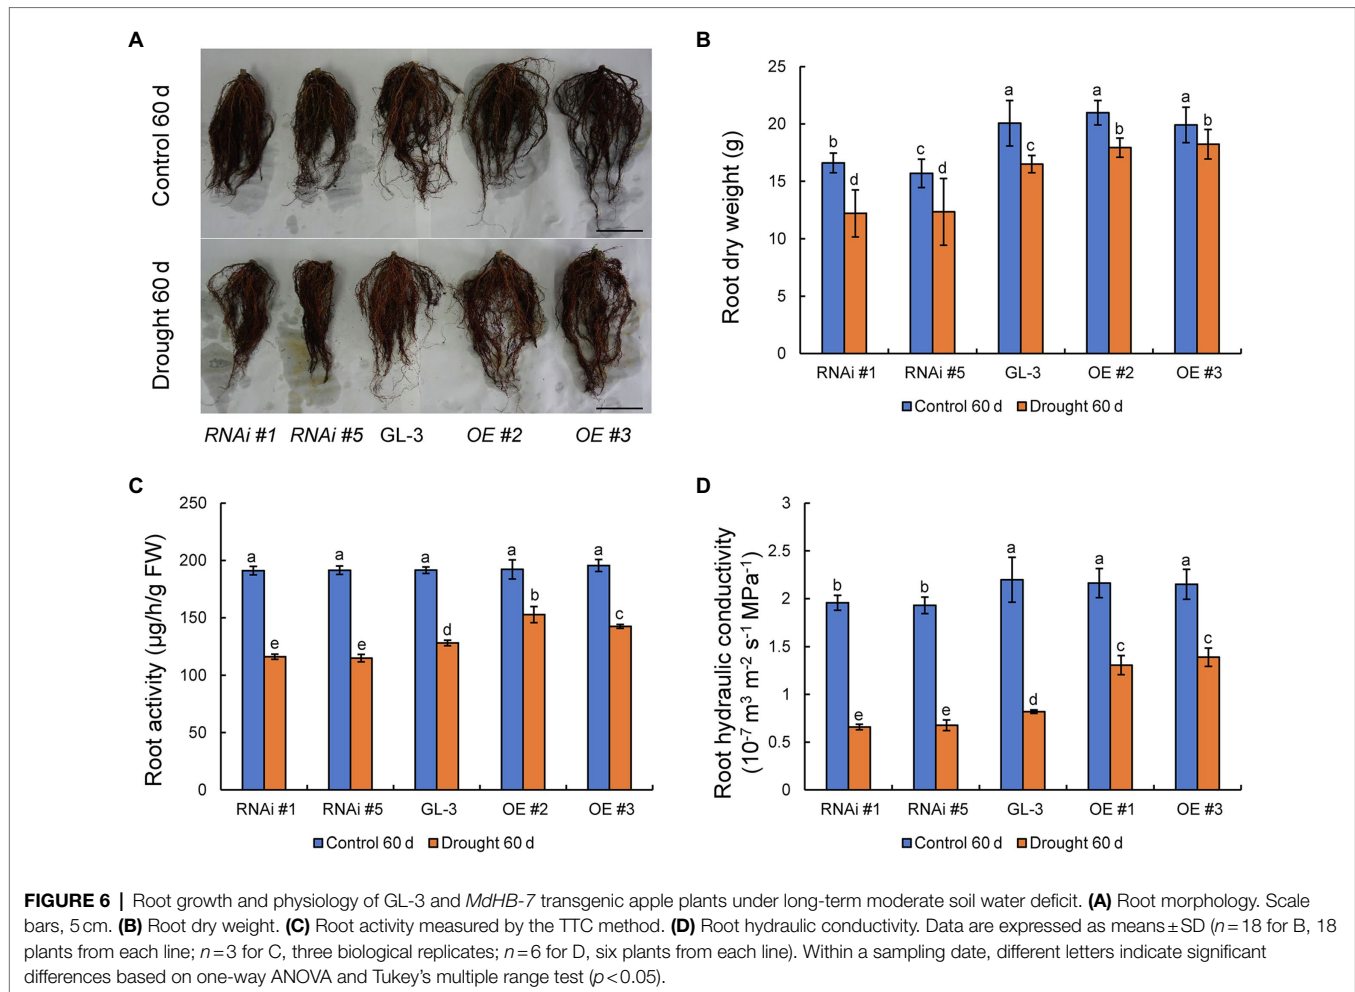 A
Control 60 d
Drought 60 d
RNAi #1 RNAi #5 GL-3 OE #2 OE #3
B
Root dry weight (g)
25
20
15
10
5
0
a
a
a
b
c
b
b
c
d
d
RNAi #1 RNAi #5 GL-3 OE #2 OE #3
Control 60 d Drought 60 d
C
Root activity (µg/h/g FW)
250
200
150
100
50
0
a a a a a
e e d b c
RNAi #1 RNAi #5 GL-3 OE #2 OE #3
Control 60 d Drought 60 d
D
Root hydraulic conductivity
(10⁻⁷ m³ m⁻² s⁻¹ MPa⁻¹)
3
2.5
2
1.5
1
0.5
0
b b a a a
e e d c c
RNAi #1 RNAi #5 GL-3 OE #1 OE #3
Control 60 d Drought 60 d
FIGURE 6 | Root growth and physiology of GL-3 and MdHB-7 transgenic apple plants under long-term moderate soil water deficit. (A) Root morphology. Scale
bars, 5 cm. (B) Root dry weight. (C) Root activity measured by the TTC method. (D) Root hydraulic conductivity. Data are expressed as means ± SD (n = 18 for B, 18
plants from each line; n = 3 for C, three biological replicates; n = 6 for D, six plants from each line). Within a sampling date, different letters indicate significant
differences based on one-way ANOVA and Tukey's multiple range test (p < 0.05).